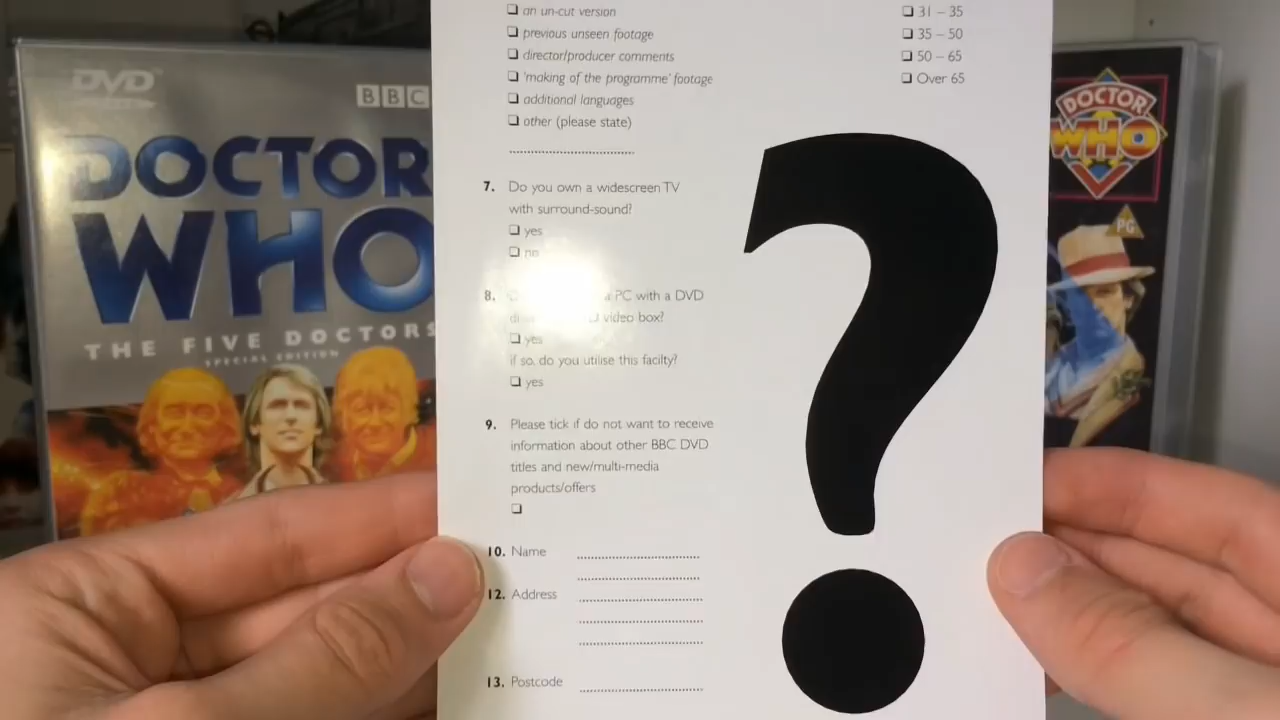 DVD
BBC
DOCTOR
WHO
THE FIVE DOCTORS
SPECIAL EDITION
❑ an un-cut version
❑ previous unseen footage
❑ director/producer comments
❑ 'making of the programme' footage
❑ additional languages
❑ other (please state)
7. Do you own a widescreen TV
with surround-sound?
❑ yes
❑ no
8. a PC with a DVD
video box?
❑ yes
if so, do you utilise this facilty?
❑ yes
9. Please tick if do not want to receive
information about other BBC DVD
titles and new/multi-media
products/offers
❑
10. Name
12. Address
13. Postcode
❑ 31 – 35
❑ 35 – 50
❑ 50 – 65
❑ Over 65
?
DOCTOR
WHO
PG